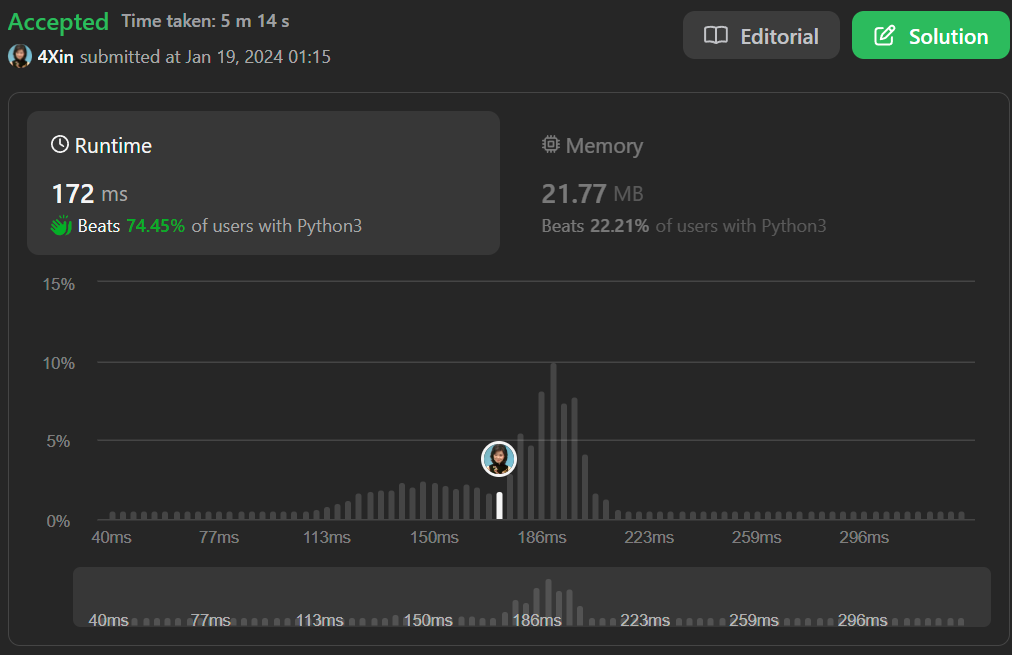 Accepted Time taken: 5 m 14 s
Editorial Solution
4Xin submitted at Jan 19, 2024 01:15
Runtime Memory
172 ms 21.77 MB
Beats 74.45% of users with Python3 Beats 22.21% of users with Python3
15%
10%
5%
0%
40ms 77ms 113ms 150ms 186ms 223ms 259ms 296ms
40ms 77ms 113ms 150ms 186ms 223ms 259ms 296ms